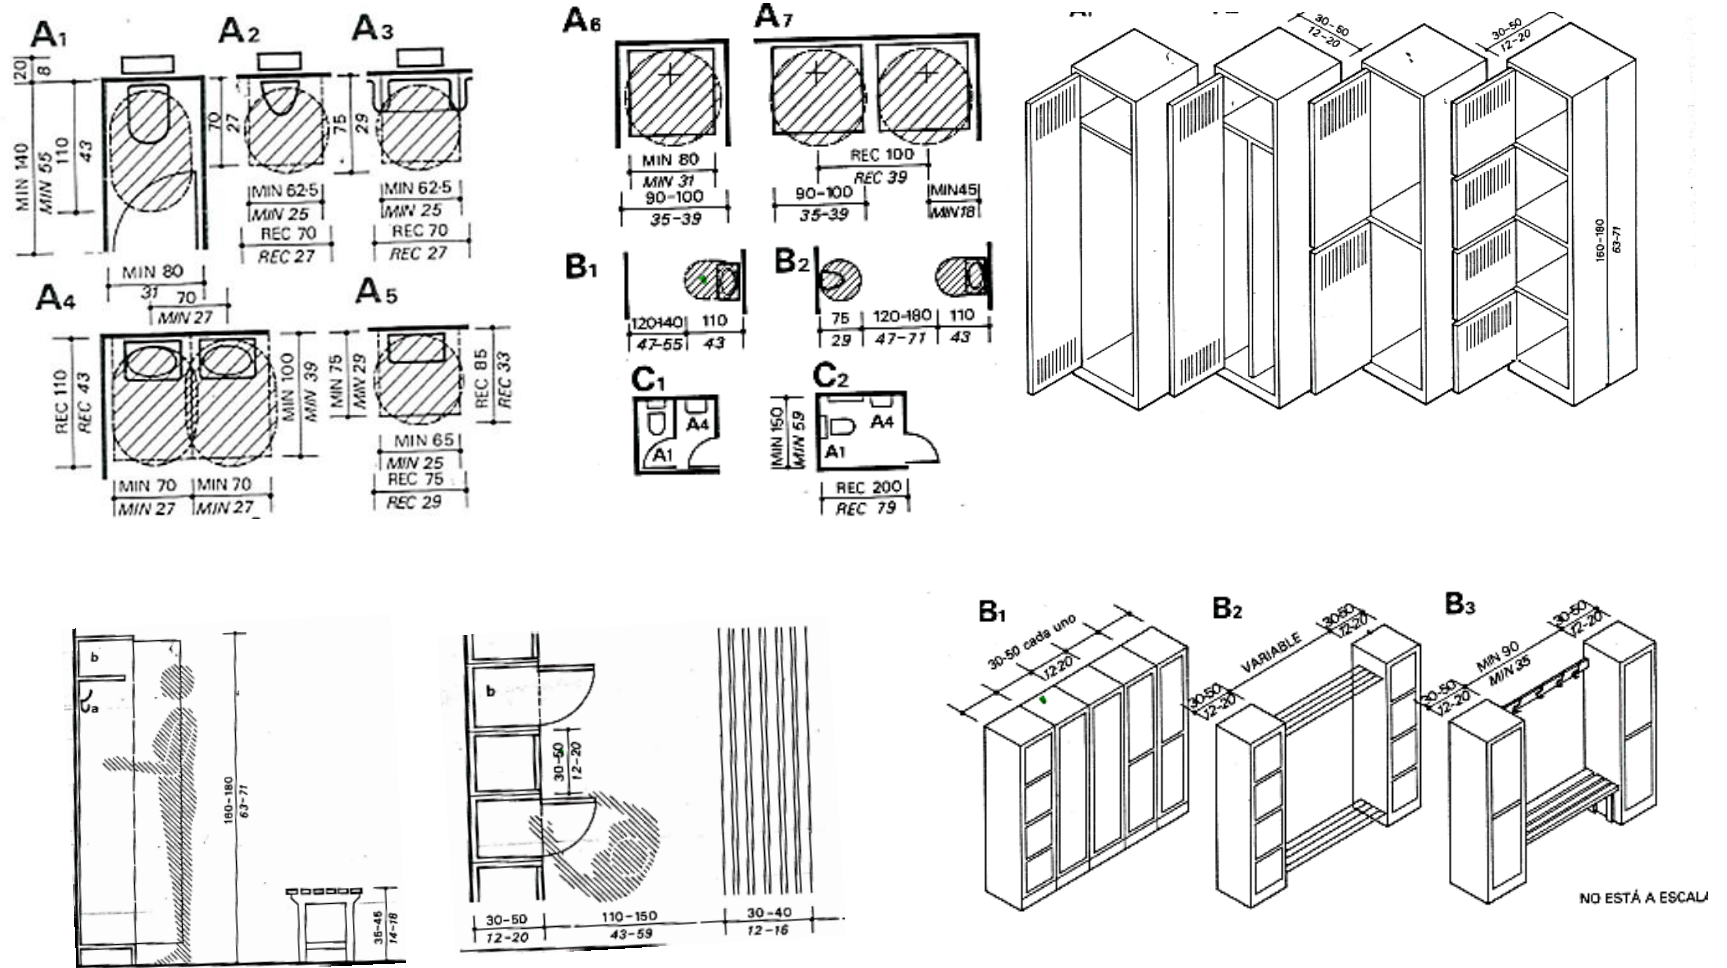 A1
A2
A3
20
8
MIN 140
MIN 55
110
43
70
27
75
29
MIN 62·5
MIN 25
REC 70
REC 27
MIN 62·5
MIN 25
REC 70
REC 27
MIN 80
31
A4
70
MIN 27
A5
REC 110
REC 43
MIN 100
MIN 39
MIN 75
MIN 29
REC 85
REC 33
MIN 70
MIN 27
MIN 70
MIN 27
MIN 65
MIN 25
REC 75
REC 29
A6
A7
MIN 80
MIN 31
90-100
35-39
REC 100
REC 39
90-100
35-39
MIN45
MIN18
B1
120140
47-55
110
43
B2
75
29
120-180
47-71
110
43
C1
A4
A1
C2
MIN 150
MIN 59
A4
A1
REC 200
REC 79
30-50
12-20
30-50
12-20
160-180
63-71
b
a
160-180
63-71
35-45
14-18
b
30-50
12-20
30-50
12-20
110-150
43-59
30-40
12-16
B1
30-50 cada uno
12-20
B2
30-50
12-20
VARIABLE
30-50
12-20
B3
30-50
12-20
MIN 90
MIN 35
30-50
12-20
NO ESTÁ A ESCALA